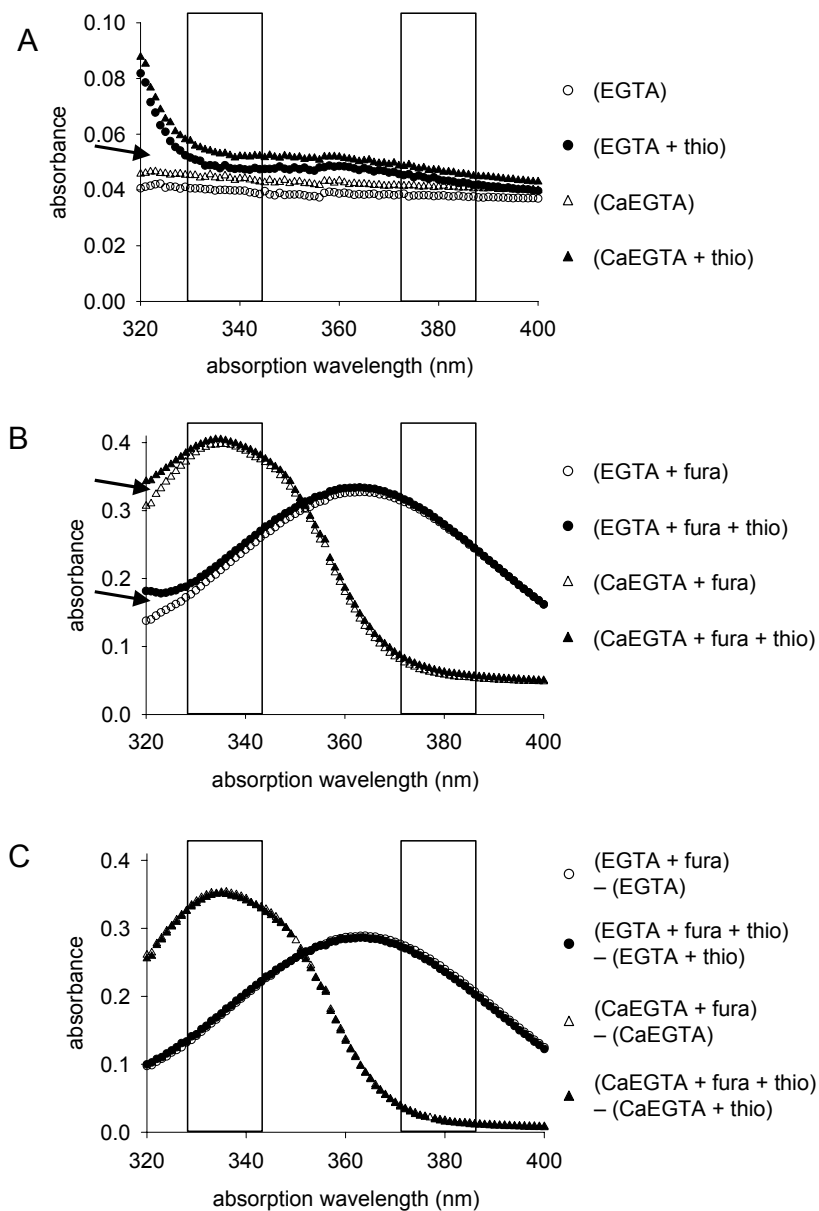 A
0.10
0.08
0.06
0.04
0.02
0.00
absorbance
320
340
360
380
400
absorption wavelength (nm)
(EGTA)
(EGTA + thio)
(CaEGTA)
(CaEGTA + thio)
B
0.4
0.3
0.2
0.1
0.0
absorbance
320
340
360
380
400
absorption wavelength (nm)
(EGTA + fura)
(EGTA + fura + thio)
(CaEGTA + fura)
(CaEGTA + fura + thio)
C
0.4
0.3
0.2
0.1
0.0
absorbance
320
340
360
380
400
absorption wavelength (nm)
(EGTA + fura)
– (EGTA)
(EGTA + fura + thio)
– (EGTA + thio)
(CaEGTA + fura)
– (CaEGTA)
(CaEGTA + fura + thio)
– (CaEGTA + thio)